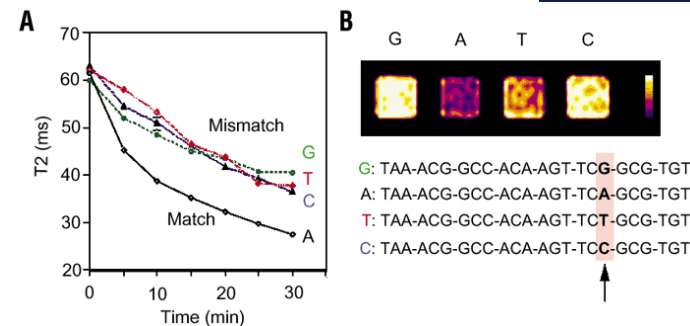 A
70
60
50
40
30
20
T2 (ms)
0
10
20
30
Time (min)
Mismatch
Match
G
T
C
A
B
G A T C
G: TAA-ACG-GCC-ACA-AGT-TCG-GCG-TGT
A: TAA-ACG-GCC-ACA-AGT-TCA-GCG-TGT
T: TAA-ACG-GCC-ACA-AGT-TCT-GCG-TGT
C: TAA-ACG-GCC-ACA-AGT-TCC-GCG-TGT